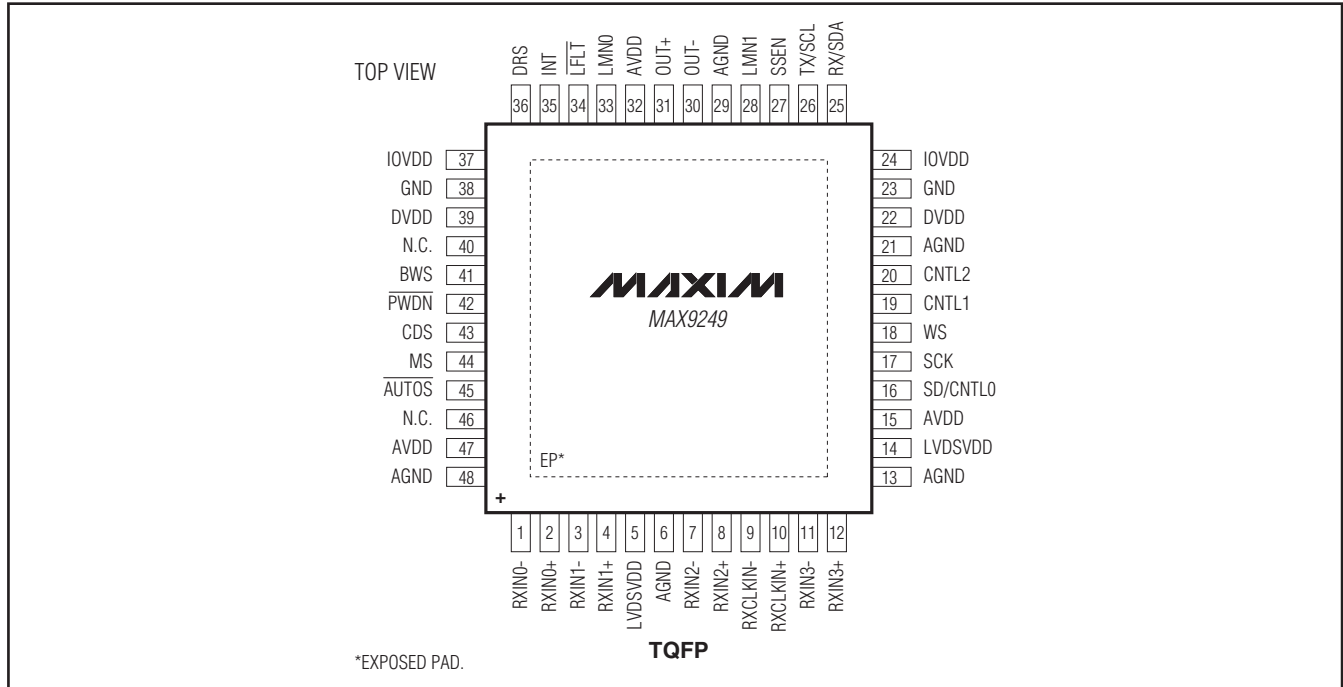 TOP VIEW
DRS
INT
LFLT
LMN0
AVDD
OUT+
OUT-
AGND
LMN1
SSEN
TX/SCL
RX/SDA
36 35 34 33 32 31 30 29 28 27 26 25
IOVDD 37
GND 38
DVDD 39
N.C. 40
BWS 41
PWDN 42
CDS 43
MS 44
AUTOS 45
N.C. 46
AVDD 47
AGND 48
MAXIM
MAX9249
EP*
+
24 IOVDD
23 GND
22 DVDD
21 AGND
20 CNTL2
19 CNTL1
18 WS
17 SCK
16 SD/CNTL0
15 AVDD
14 LVDSVDD
13 AGND
1 2 3 4 5 6 7 8 9 10 11 12
RXIN0-
RXIN0+
RXIN1-
RXIN1+
LVDSVDD
AGND
RXIN2-
RXIN2+
RXCLKIN-
RXCLKIN+
RXIN3-
RXIN3+
TQFP
*EXPOSED PAD.